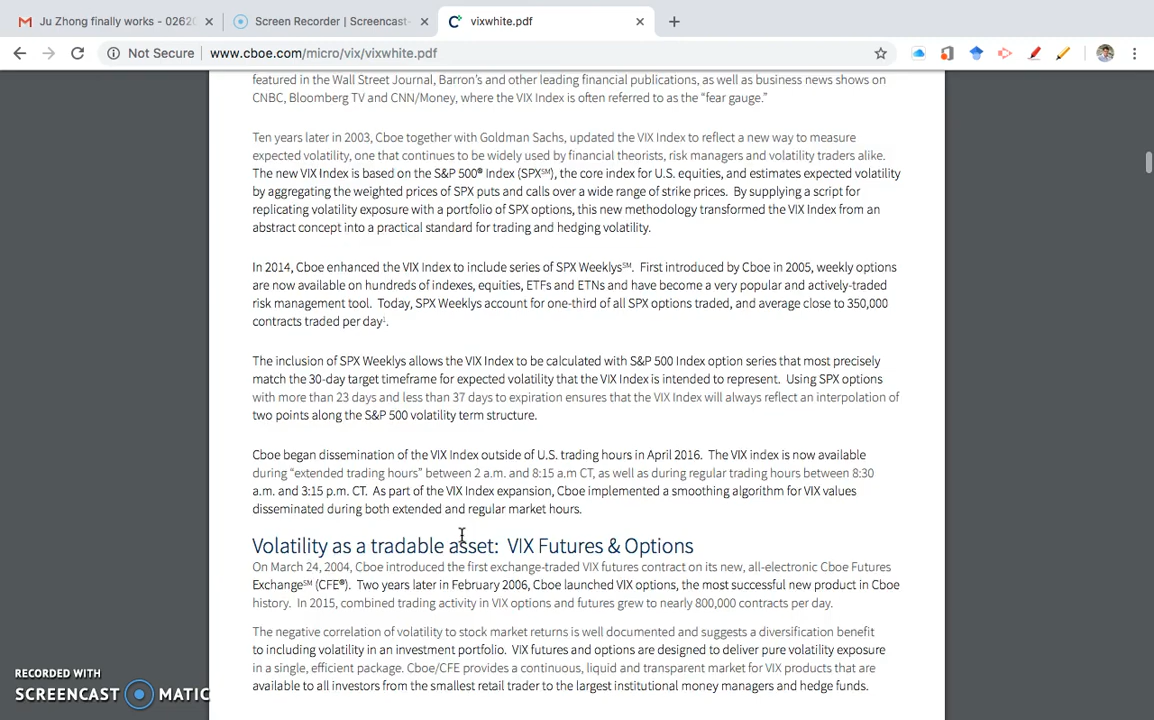 Ju Zhong finally works - 0262
Screen Recorder | Screencast-
vixwhite.pdf
Not Secure
www.cboe.com/micro/vix/vixwhite.pdf
featured in the Wall Street Journal, Barron's and other leading financial publications, as well as business news shows on
CNBC, Bloomberg TV and CNN/Money, where the VIX Index is often referred to as the “fear gauge.”
Ten years later in 2003, Cboe together with Goldman Sachs, updated the VIX Index to reflect a new way to measure
expected volatility, one that continues to be widely used by financial theorists, risk managers and volatility traders alike.
The new VIX Index is based on the S&P 500® Index (SPX℠), the core index for U.S. equities, and estimates expected volatility
by aggregating the weighted prices of SPX puts and calls over a wide range of strike prices. By supplying a script for
replicating volatility exposure with a portfolio of SPX options, this new methodology transformed the VIX Index from an
abstract concept into a practical standard for trading and hedging volatility.
In 2014, Cboe enhanced the VIX Index to include series of SPX Weeklys℠. First introduced by Cboe in 2005, weekly options
are now available on hundreds of indexes, equities, ETFs and ETNs and have become a very popular and actively-traded
risk management tool. Today, SPX Weeklys account for one-third of all SPX options traded, and average close to 350,000
contracts traded per day¹.
The inclusion of SPX Weeklys allows the VIX Index to be calculated with S&P 500 Index option series that most precisely
match the 30-day target timeframe for expected volatility that the VIX Index is intended to represent. Using SPX options
with more than 23 days and less than 37 days to expiration ensures that the VIX Index will always reflect an interpolation of
two points along the S&P 500 volatility term structure.
Cboe began dissemination of the VIX Index outside of U.S. trading hours in April 2016. The VIX index is now available
during “extended trading hours” between 2 a.m. and 8:15 a.m CT, as well as during regular trading hours between 8:30
a.m. and 3:15 p.m. CT. As part of the VIX Index expansion, Cboe implemented a smoothing algorithm for VIX values
disseminated during both extended and regular market hours.
Volatility as a tradable asset: VIX Futures & Options
On March 24, 2004, Cboe introduced the first exchange-traded VIX futures contract on its new, all-electronic Cboe Futures
Exchange℠ (CFE®). Two years later in February 2006, Cboe launched VIX options, the most successful new product in Cboe
history. In 2015, combined trading activity in VIX options and futures grew to nearly 800,000 contracts per day.
The negative correlation of volatility to stock market returns is well documented and suggests a diversification benefit
to including volatility in an investment portfolio. VIX futures and options are designed to deliver pure volatility exposure
in a single, efficient package. Cboe/CFE provides a continuous, liquid and transparent market for VIX products that are
available to all investors from the smallest retail trader to the largest institutional money managers and hedge funds.
RECORDED WITH
SCREENCAST MATIC